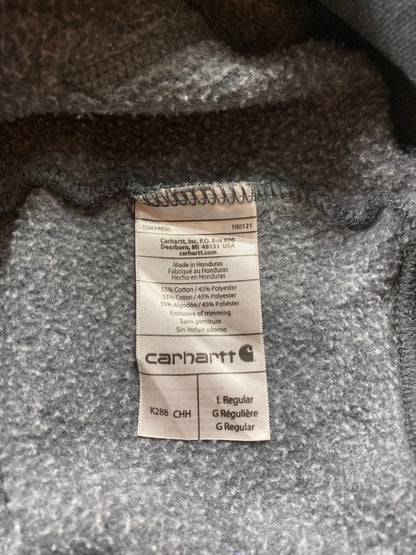 100121
Carhartt, Inc. P.O. Box 600
Dearborn, MI 48121 USA
carhartt.com
Made in Honduras
Fabriqué au Honduras
Hecho en Honduras
55% Cotton / 45% Polyester
55% Coton / 45% Polyester
55% Algodón / 45% Poliéster
Exclusive of trimming
Sans garniture
Sin incluir adorno
carhartt
K288 CHH
L Regular
G Régulière
G Regular